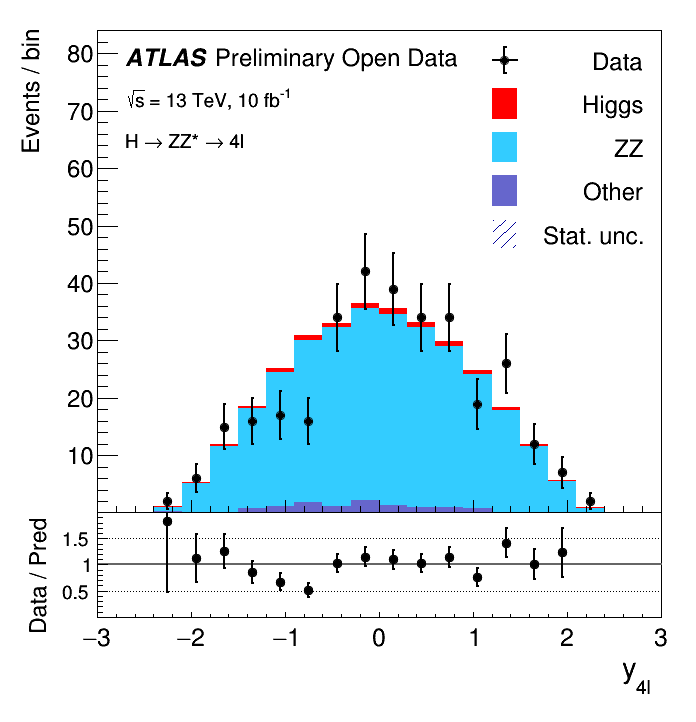 Events / bin
80
70
60
50
40
30
20
10
ATLAS Preliminary Open Data
√s = 13 TeV, 10 fb⁻¹
H → ZZ* → 4l
Data
Higgs
ZZ
Other
Stat. unc.
Data / Pred
1.5
1
0.5
−3 −2 −1 0 1 2 3
y₄ₗ